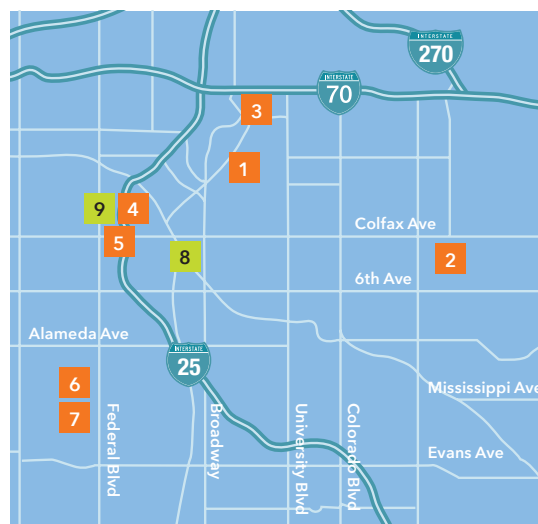 INTERSTATE
270
INTERSTATE
70
3
1
9
4
Colfax Ave
5
8
2
6th Ave
Alameda Ave
INTERSTATE
25
6
Mississippi Ave
7
Federal Blvd
Broadway
University Blvd
Colorado Blvd
Evans Ave